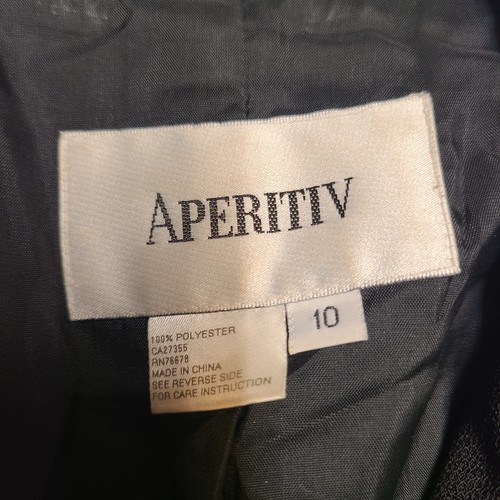 APERITIV
10
100% POLYESTER
CA27355
RN76678
MADE IN CHINA
SEE REVERSE SIDE
FOR CARE INSTRUCTION